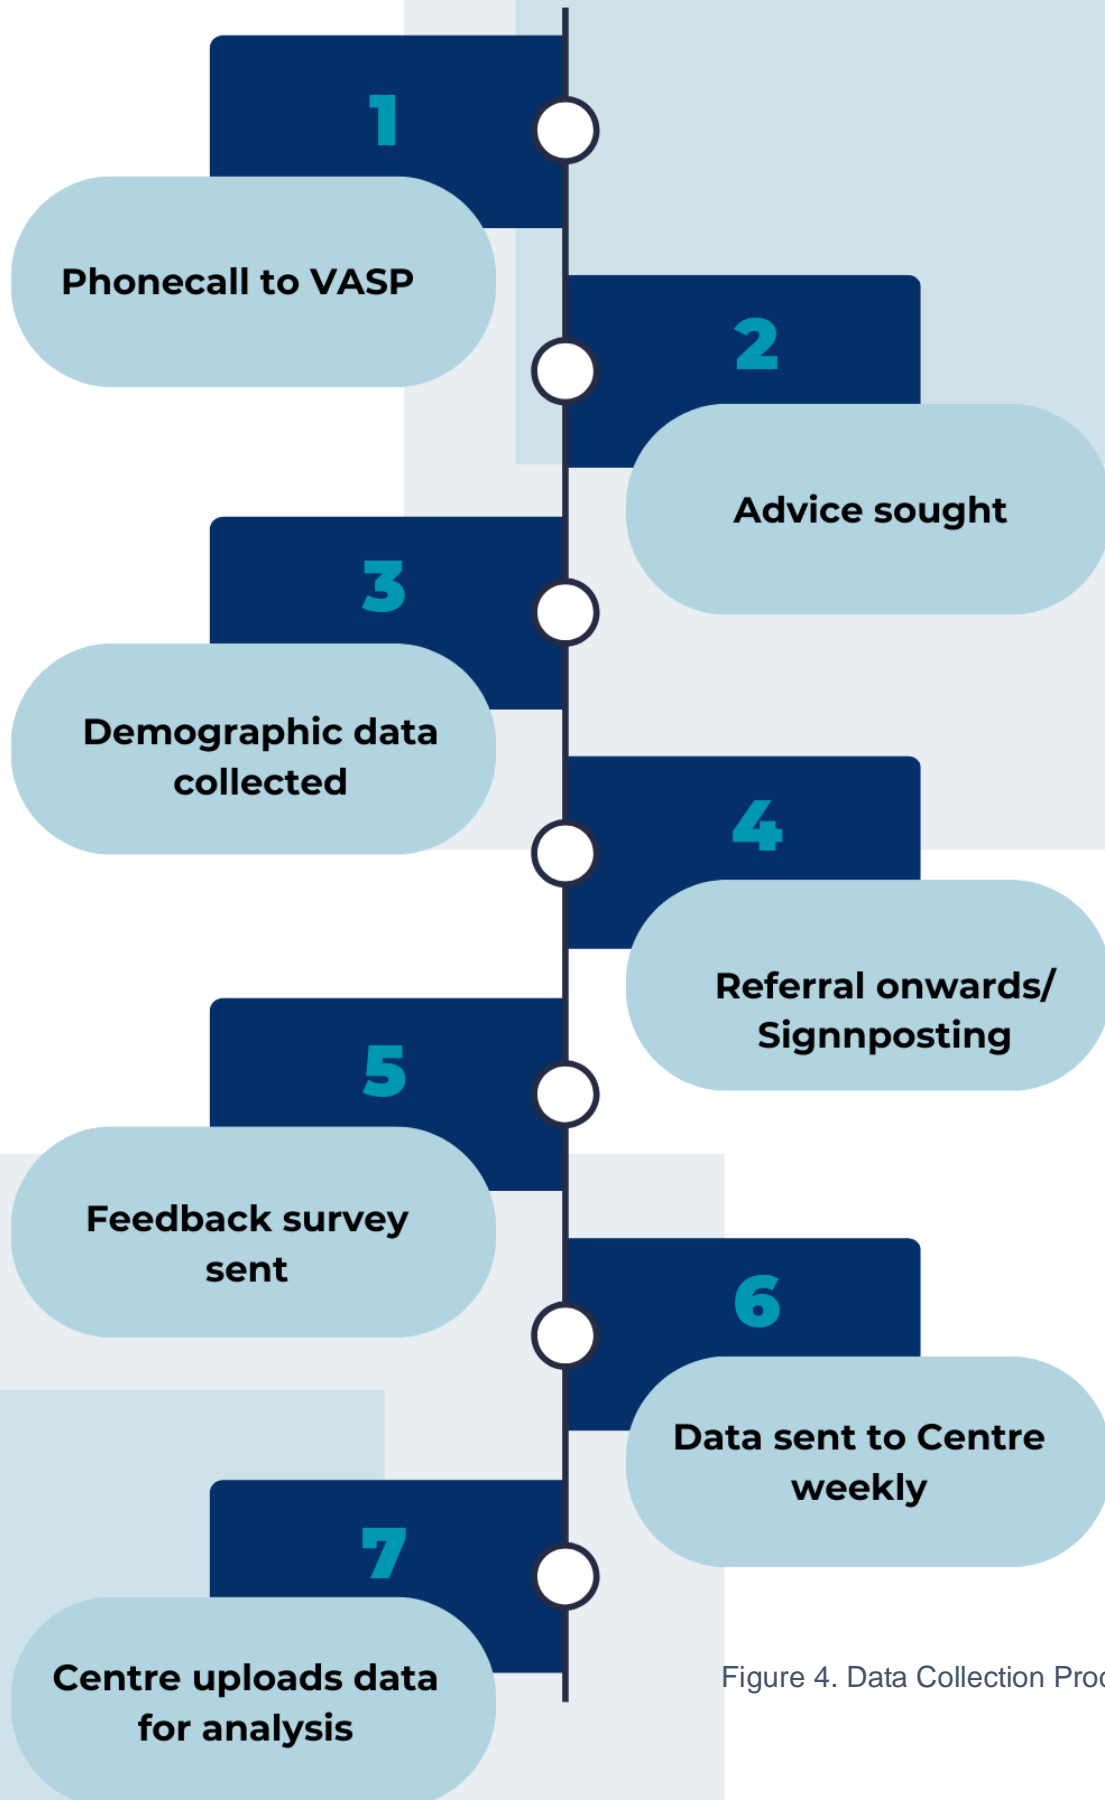 1
Phonecall to VASP
2
Advice sought
3
Demographic data
collected
4
Referral onwards/
Signnposting
5
Feedback survey
sent
6
Data sent to Centre
weekly
7
Centre uploads data
for analysis
Figure 4. Data Collection